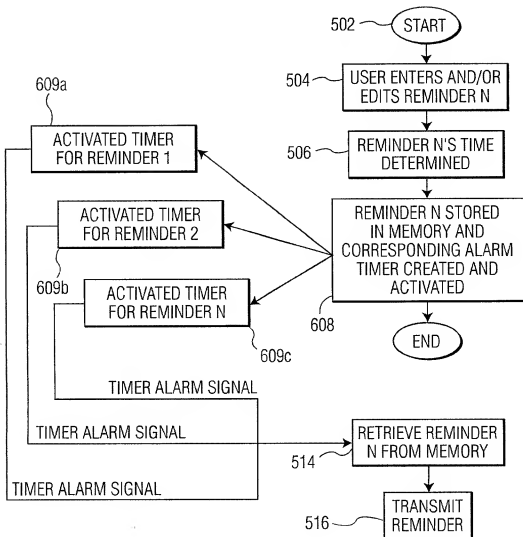 502
START
504
USER ENTERS AND/OR
EDITS REMINDER N
506
REMINDER N'S TIME
DETERMINED
REMINDER N STORED
IN MEMORY AND
CORRESPONDING ALARM
TIMER CREATED AND
ACTIVATED
608
END
609a
ACTIVATED TIMER
FOR REMINDER 1
ACTIVATED TIMER
FOR REMINDER 2
609b
ACTIVATED TIMER
FOR REMINDER N
609c
TIMER ALARM SIGNAL
TIMER ALARM SIGNAL
TIMER ALARM SIGNAL
RETRIEVE REMINDER
N FROM MEMORY
514
TRANSMIT
REMINDER
516